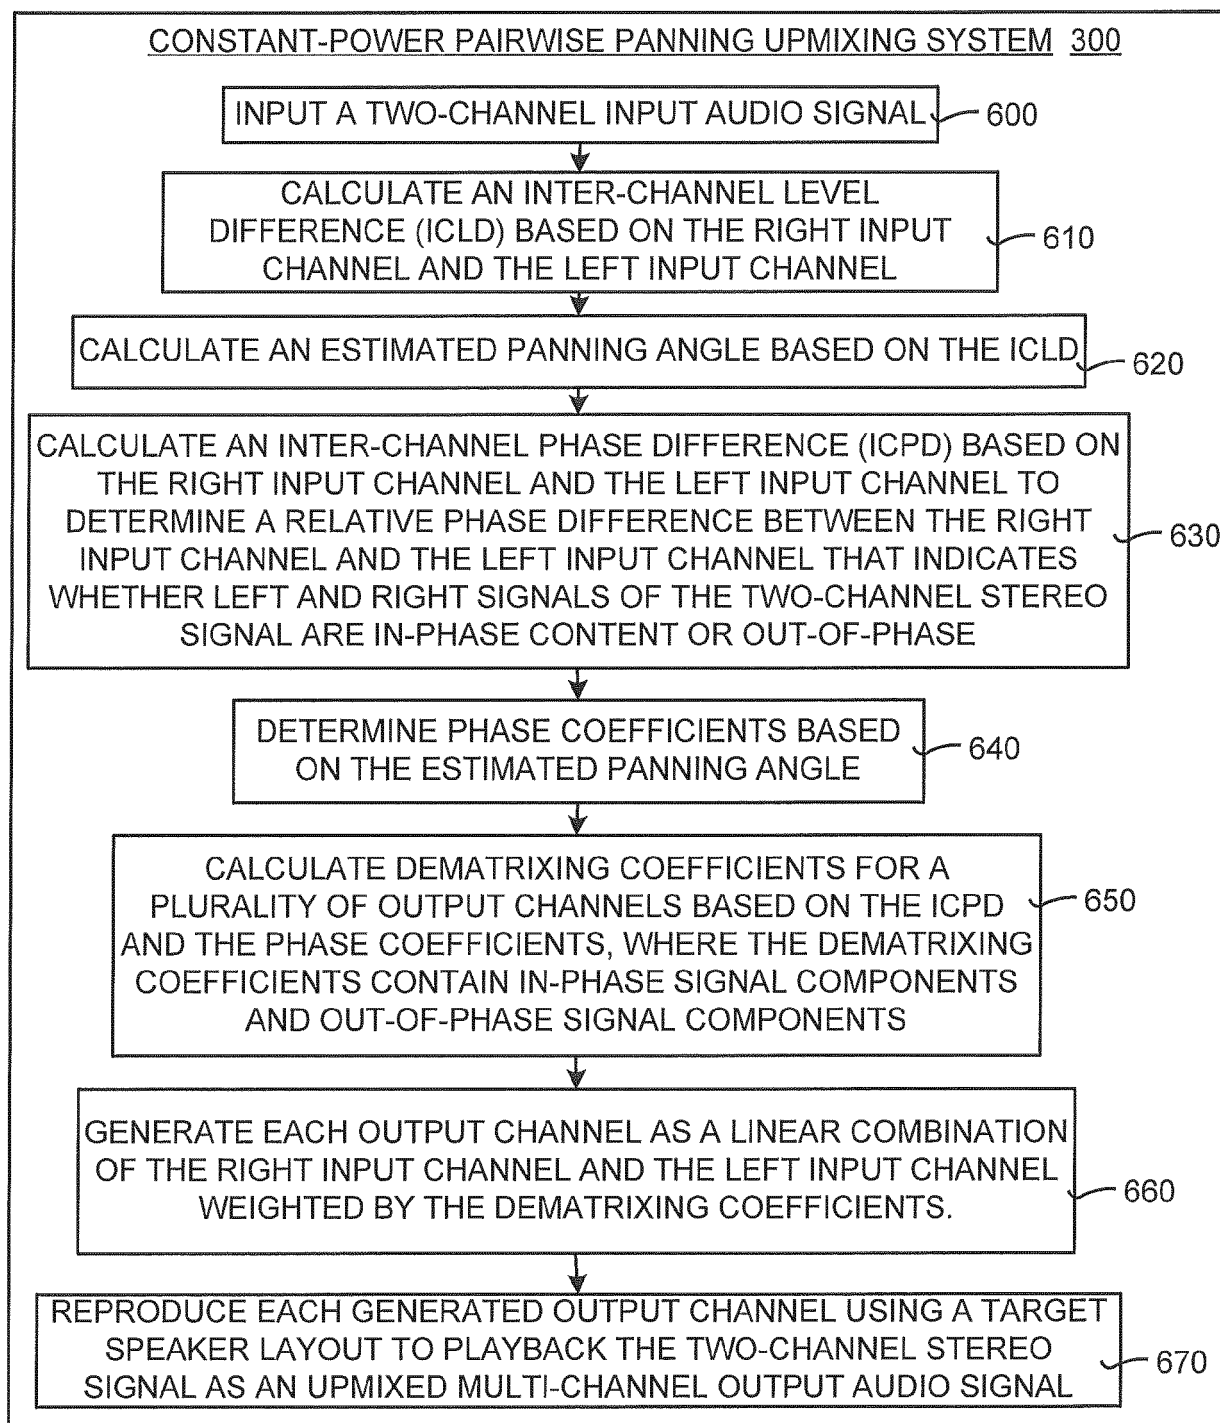 CONSTANT-POWER PAIRWISE PANNING UPMIXING SYSTEM 300
INPUT A TWO-CHANNEL INPUT AUDIO SIGNAL
600
CALCULATE AN INTER-CHANNEL LEVEL
DIFFERENCE (ICLD) BASED ON THE RIGHT INPUT
CHANNEL AND THE LEFT INPUT CHANNEL
610
CALCULATE AN ESTIMATED PANNING ANGLE BASED ON THE ICLD
620
CALCULATE AN INTER-CHANNEL PHASE DIFFERENCE (ICPD) BASED ON
THE RIGHT INPUT CHANNEL AND THE LEFT INPUT CHANNEL TO
DETERMINE A RELATIVE PHASE DIFFERENCE BETWEEN THE RIGHT
INPUT CHANNEL AND THE LEFT INPUT CHANNEL THAT INDICATES
WHETHER LEFT AND RIGHT SIGNALS OF THE TWO-CHANNEL STEREO
SIGNAL ARE IN-PHASE CONTENT OR OUT-OF-PHASE
630
DETERMINE PHASE COEFFICIENTS BASED
ON THE ESTIMATED PANNING ANGLE
640
CALCULATE DEMATRIXING COEFFICIENTS FOR A
PLURALITY OF OUTPUT CHANNELS BASED ON THE ICPD
AND THE PHASE COEFFICIENTS, WHERE THE DEMATRIXING
COEFFICIENTS CONTAIN IN-PHASE SIGNAL COMPONENTS
AND OUT-OF-PHASE SIGNAL COMPONENTS
650
GENERATE EACH OUTPUT CHANNEL AS A LINEAR COMBINATION
OF THE RIGHT INPUT CHANNEL AND THE LEFT INPUT CHANNEL
WEIGHTED BY THE DEMATRIXING COEFFICIENTS.
660
REPRODUCE EACH GENERATED OUTPUT CHANNEL USING A TARGET
SPEAKER LAYOUT TO PLAYBACK THE TWO-CHANNEL STEREO
SIGNAL AS AN UPMIXED MULTI-CHANNEL OUTPUT AUDIO SIGNAL
670